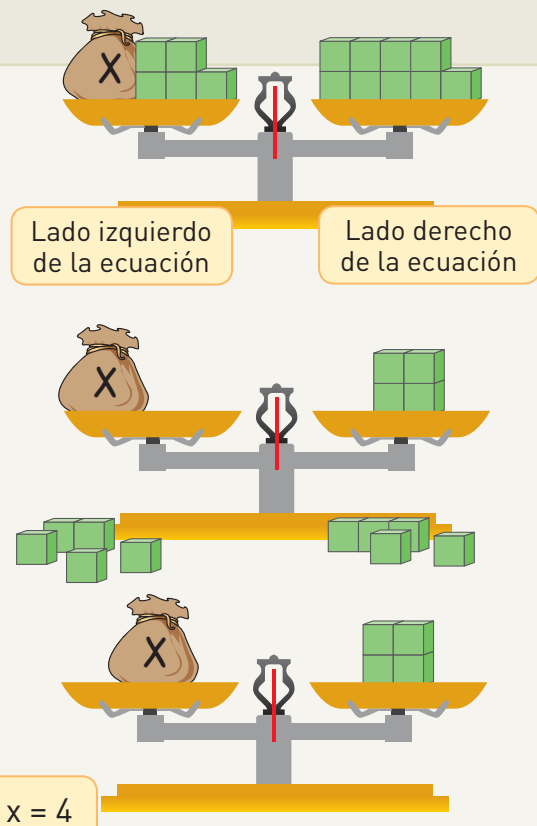 X
Lado izquierdo
de la ecuación
Lado derecho
de la ecuación
X
X
x = 4